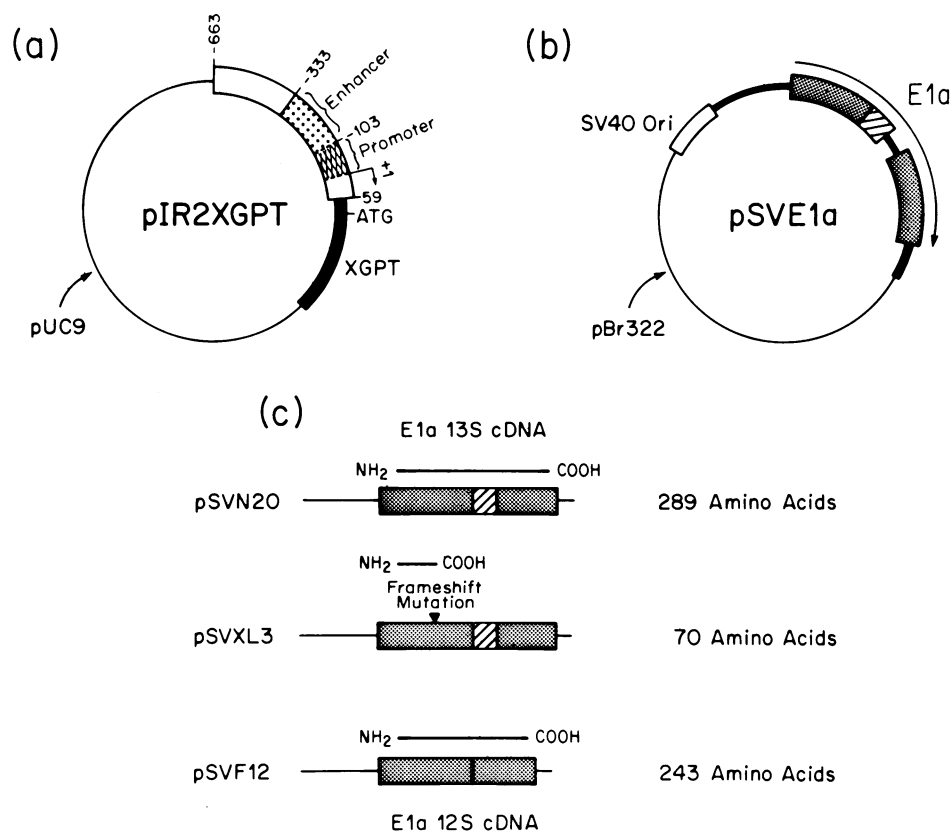 (a)
-663
-333
Enhancer
-103
Promoter
+1
59
ATG
pIR2XGPT
XGPT
pUC9
(b)
E1a
SV40 Ori
pSVE1a
pBr322
(c)
E1a 13S cDNA
NH2 COOH
pSVN20 289 Amino Acids
NH2 COOH
Frameshift
Mutation
pSVXL3 70 Amino Acids
NH2 COOH
pSVF12 243 Amino Acids
E1a 12S cDNA